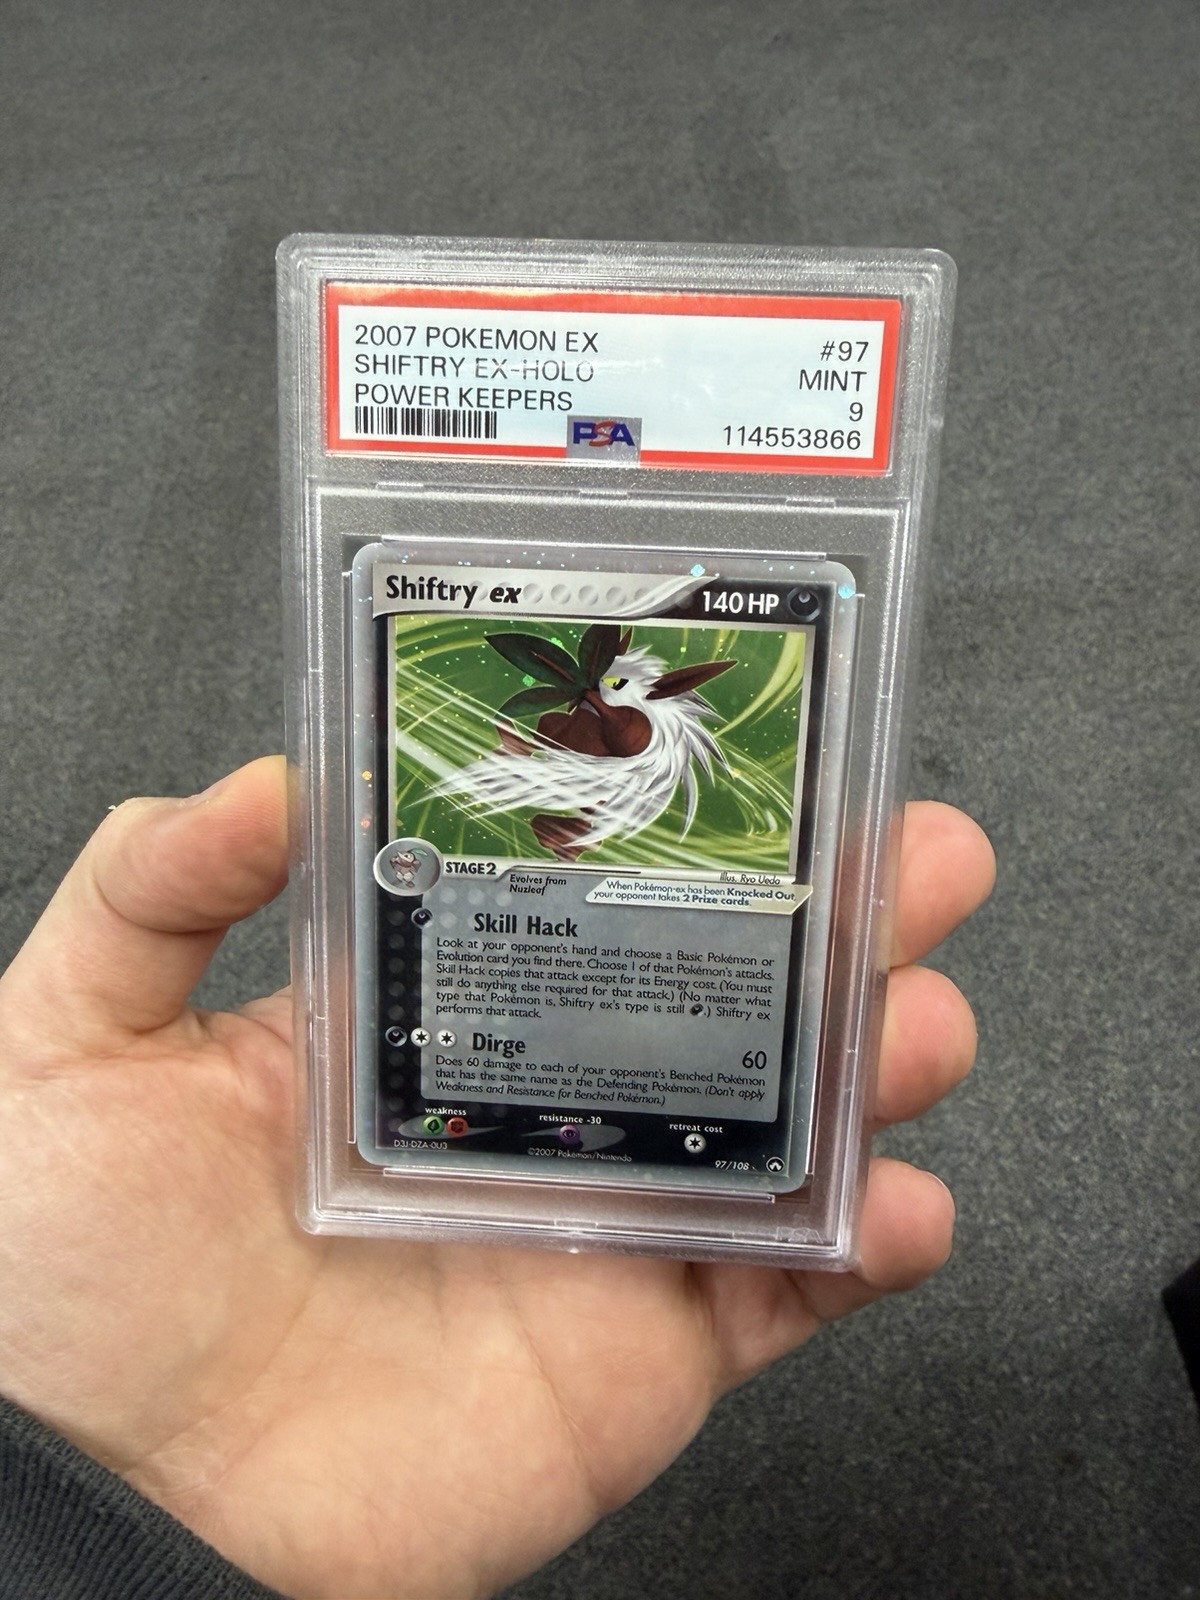 2007 POKEMON EX
#97
SHIFTRY EX-HOLO
MINT
POWER KEEPERS
9
PSA
114553866
Shiftry ex
140 HP
STAGE 2
Evolves from
Nuzleaf
Illus. Ryo Ueda
When Pokémon-ex has been Knocked Out,
your opponent takes 2 Prize cards.
Skill Hack
Look at your opponent's hand and choose a Basic Pokémon or
Evolution card you find there. Choose 1 of that Pokémon's attacks.
Skill Hack copies that attack except for its Energy cost. (You must
still do anything else required for that attack.) (No matter what
type that Pokémon is, Shiftry ex's type is still .) Shiftry ex
performs that attack.
Dirge
60
Does 60 damage to each of your opponent's Benched Pokémon
that has the same name as the Defending Pokémon. (Don't apply
Weakness and Resistance for Benched Pokémon.)
weakness
resistance -30
retreat cost
D3J-DZA-0U3
©2007 Pokémon/Nintendo
97/108
PSA